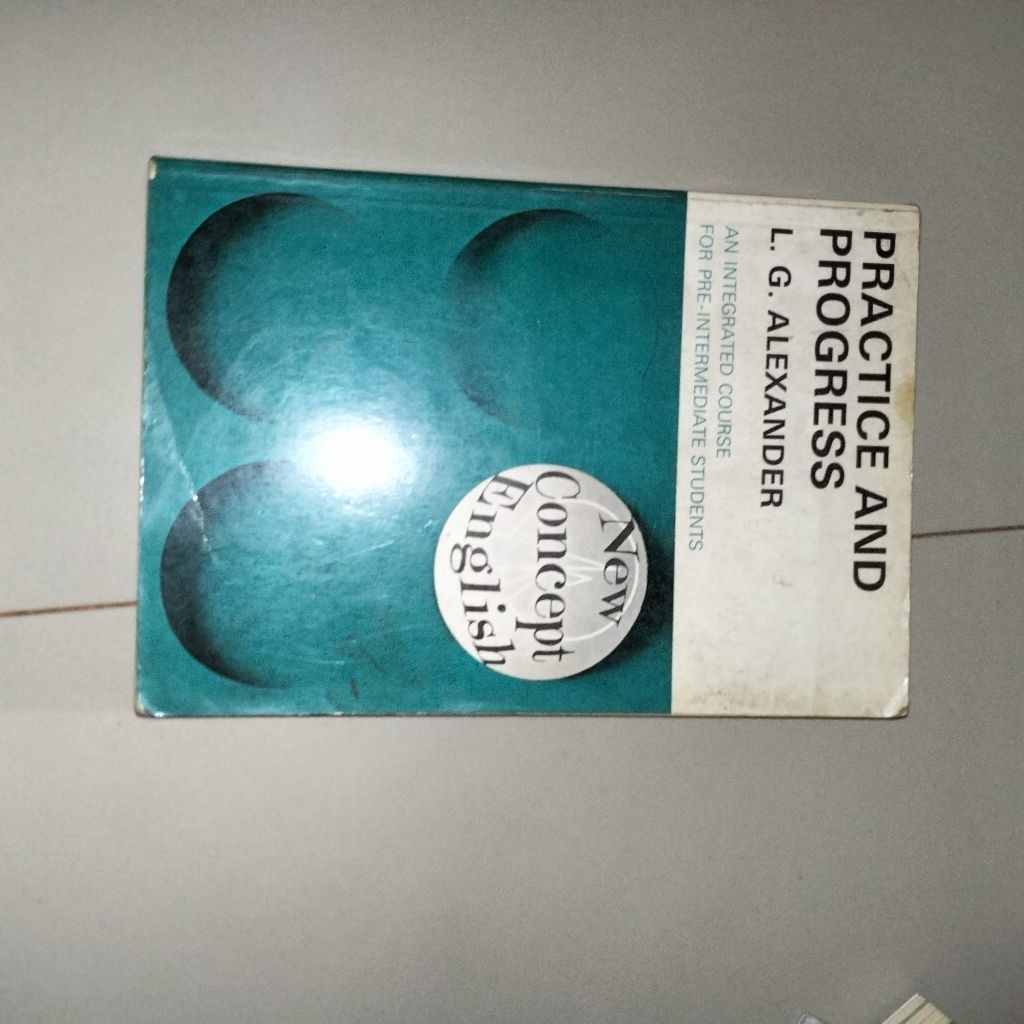 PRACTICE AND
PROGRESS
L. G. ALEXANDER
AN INTEGRATED COURSE
FOR PRE-INTERMEDIATE STUDENTS
New
Concept
English